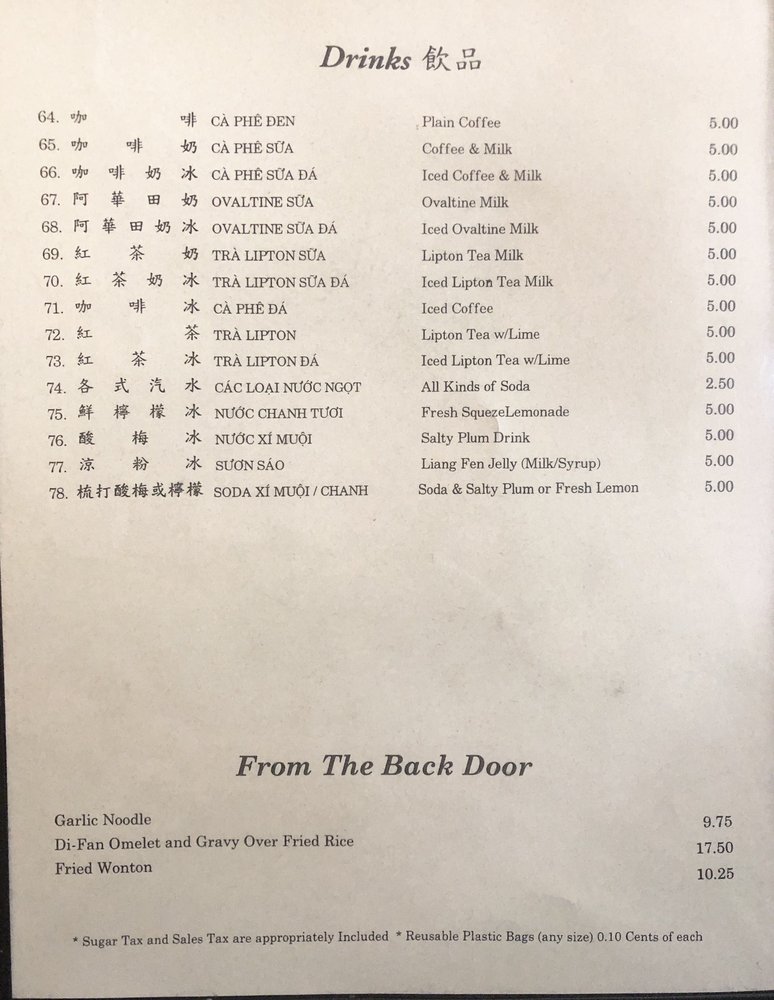 Drinks 飲品
64. 咖啡 CÀ PHÊ ĐEN Plain Coffee 5.00
65. 咖啡奶 CÀ PHÊ SỮA Coffee & Milk 5.00
66. 咖啡奶冰 CÀ PHÊ SỮA ĐÁ Iced Coffee & Milk 5.00
67. 阿華田奶 OVALTINE SỮA Ovaltine Milk 5.00
68. 阿華田奶冰 OVALTINE SỮA ĐÁ Iced Ovaltine Milk 5.00
69. 紅茶奶 TRÀ LIPTON SỮA Lipton Tea Milk 5.00
70. 紅茶奶冰 TRÀ LIPTON SỮA ĐÁ Iced Lipton Tea Milk 5.00
71. 咖啡冰 CÀ PHÊ ĐÁ Iced Coffee 5.00
72. 紅茶 TRÀ LIPTON Lipton Tea w/Lime 5.00
73. 紅茶冰 TRÀ LIPTON ĐÁ Iced Lipton Tea w/Lime 5.00
74. 各式汽水 CÁC LOẠI NƯỚC NGỌT All Kinds of Soda 2.50
75. 鮮檸檬冰 NƯỚC CHANH TƯƠI Fresh SquezeLemonade 5.00
76. 酸梅冰 NƯỚC XÍ MUỘI Salty Plum Drink 5.00
77. 涼粉冰 SƯƠN SÁO Liang Fen Jelly (Milk/Syrup) 5.00
78. 梳打酸梅或檸檬 SODA XÍ MUỘI / CHANH Soda & Salty Plum or Fresh Lemon 5.00
From The Back Door
Garlic Noodle 9.75
Di-Fan Omelet and Gravy Over Fried Rice 17.50
Fried Wonton 10.25
* Sugar Tax and Sales Tax are appropriately Included * Reusable Plastic Bags (any size) 0.10 Cents of each